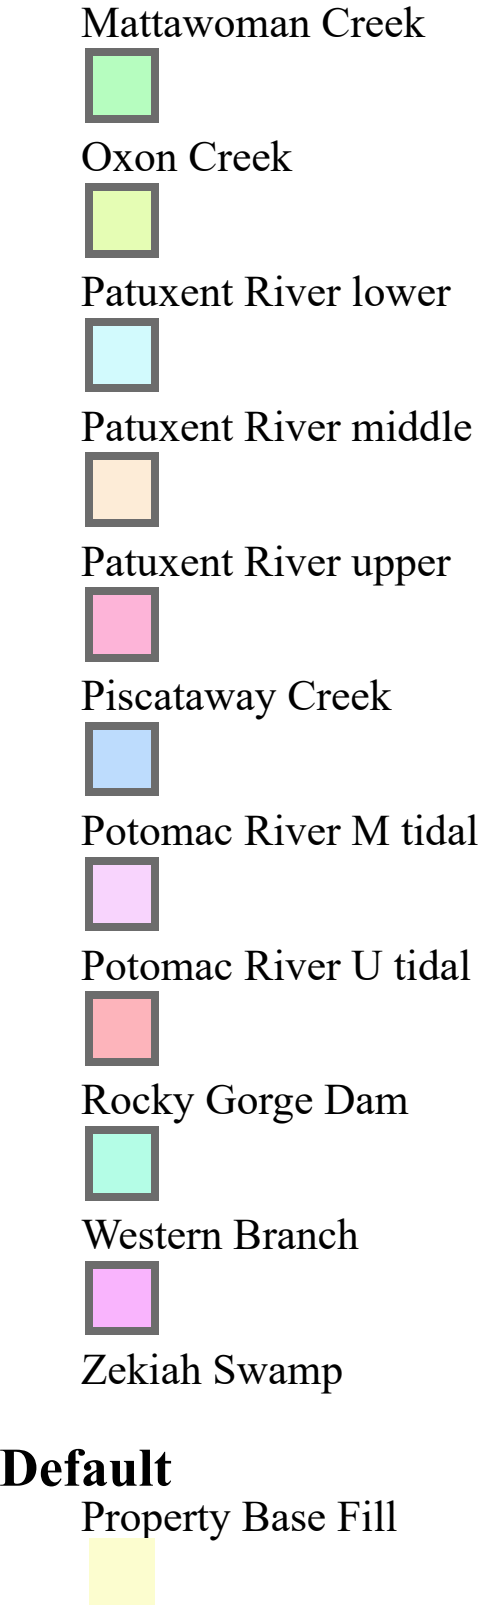 Mattawoman Creek
Oxon Creek
Patuxent River lower
Patuxent River middle
Patuxent River upper
Piscataway Creek
Potomac River M tidal
Potomac River U tidal
Rocky Gorge Dam
Western Branch
Zekiah Swamp
Default
Property Base Fill